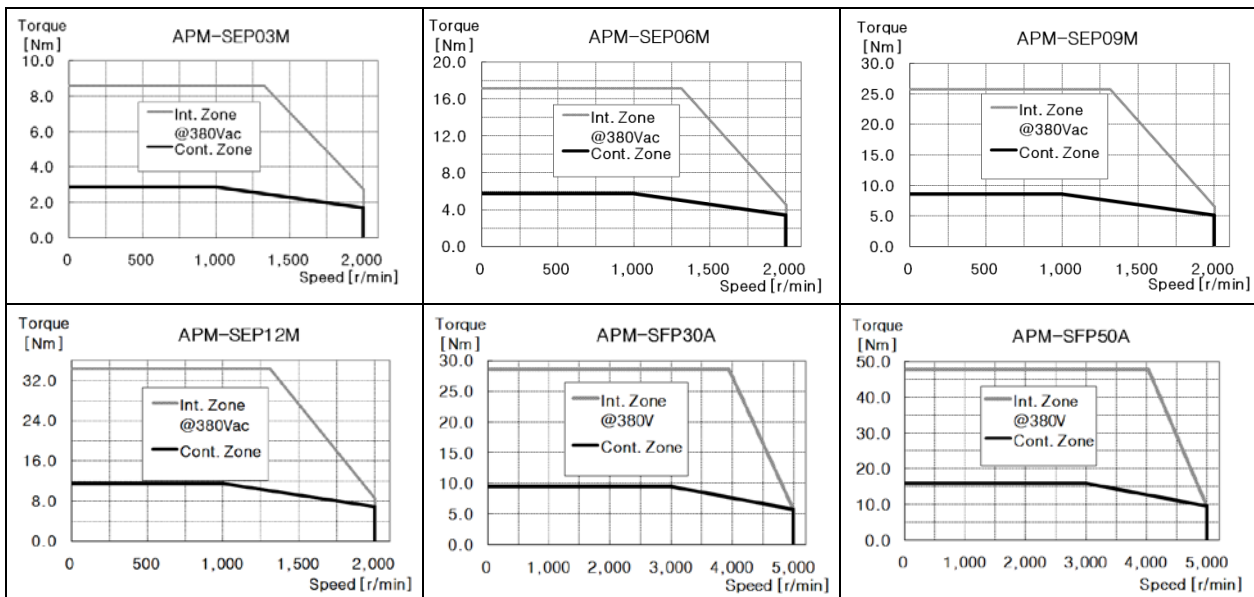 Torque
[Nm]
APM-SEP03M
10.0
8.0
6.0
4.0
2.0
0.0
Int. Zone
@380Vac
Cont. Zone
0 500 1,000 1,500 2,000
Speed [r/min]
Torque
[Nm]
APM-SEP06M
20.0
16.0
12.0
8.0
4.0
0.0
Int. Zone
@380Vac
Cont. Zone
0 500 1,000 1,500 2,000
Speed [r/min]
Torque
[Nm]
APM-SEP09M
30.0
25.0
20.0
15.0
10.0
5.0
0.0
Int. Zone
@380Vac
Cont. Zone
0 500 1,000 1,500 2,000
Speed [r/min]
Torque
[Nm]
APM-SEP12M
32.0
24.0
16.0
8.0
0.0
Int. Zone
@380Vac
Cont. Zone
0 500 1,000 1,500 2,000
Speed [r/min]
Torque
[Nm]
APM-SFP30A
30.0
25.0
20.0
15.0
10.0
5.0
0.0
Int. Zone
@380V
Cont. Zone
0 1,000 2,000 3,000 4,000 5,000
Speed [r/min]
Torque
[Nm]
APM-SFP50A
50.0
40.0
30.0
20.0
10.0
0.0
Int. Zone
@380V
Cont. Zone
0 1,000 2,000 3,000 4,000 5,000
Speed [r/min]